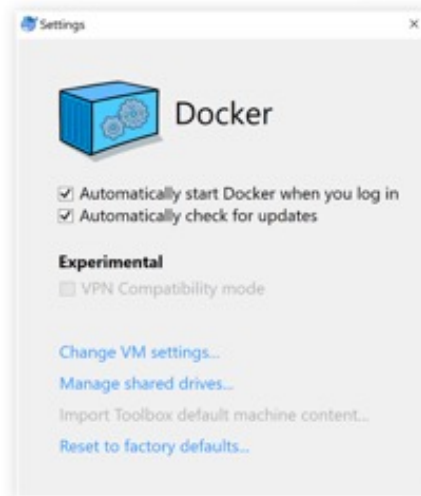 Settings
Docker
Automatically start Docker when you log in
Automatically check for updates
Experimental
VPN Compatibility mode
Change VM settings...
Manage shared drives...
Import Toolbox default machine content...
Reset to factory defaults...